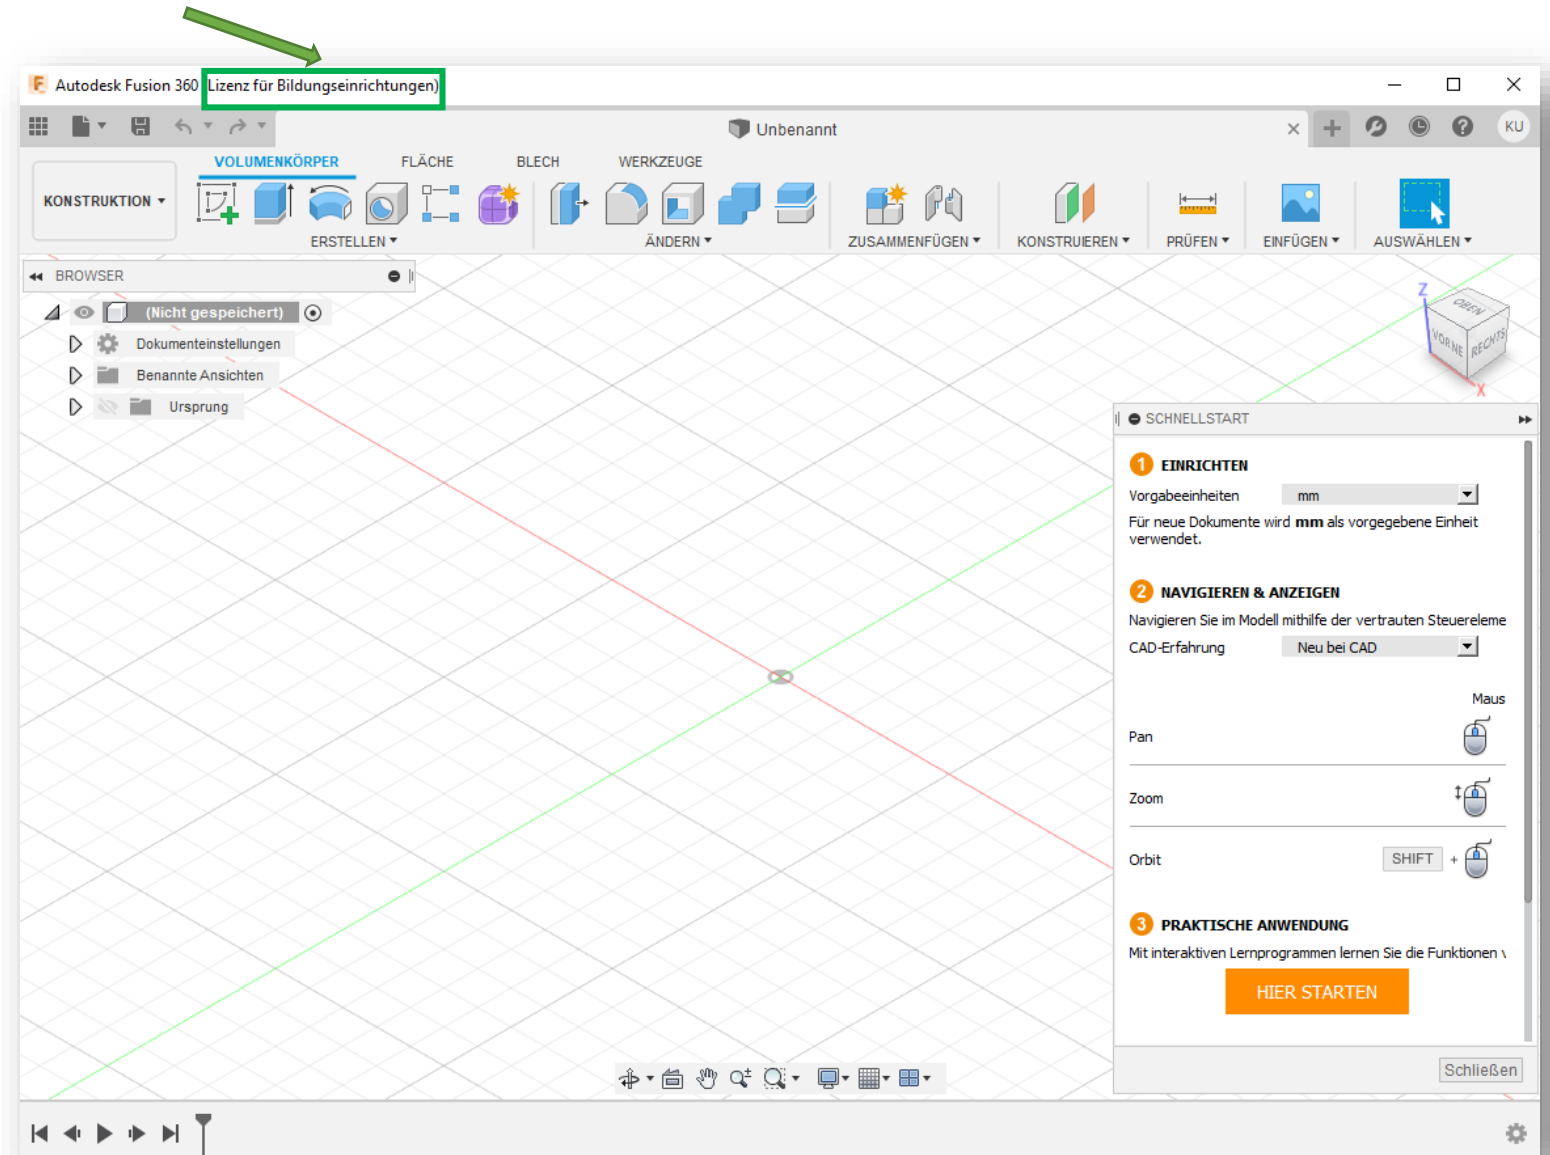 Autodesk Fusion 360 (Lizenz für Bildungseinrichtungen)
Unbenannt
KU
VOLUMENKÖRPER FLÄCHE BLECH WERKZEUGE
KONSTRUKTION
ERSTELLEN ÄNDERN ZUSAMMENFÜGEN KONSTRUIEREN PRÜFEN EINFÜGEN AUSWÄHLEN
BROWSER
(Nicht gespeichert)
Dokumenteinstellungen
Benannte Ansichten
Ursprung
Z
OBEN
VORNE RECHTS
X
SCHNELLSTART
1 EINRICHTEN
Vorgabeeinheiten mm
Für neue Dokumente wird mm als vorgegebene Einheit
verwendet.
2 NAVIGIEREN & ANZEIGEN
Navigieren Sie im Modell mithilfe der vertrauten Steuereleme
CAD-Erfahrung Neu bei CAD
Maus
Pan
Zoom
Orbit SHIFT +
3 PRAKTISCHE ANWENDUNG
Mit interaktiven Lernprogrammen lernen Sie die Funktionen v
HIER STARTEN
Schließen